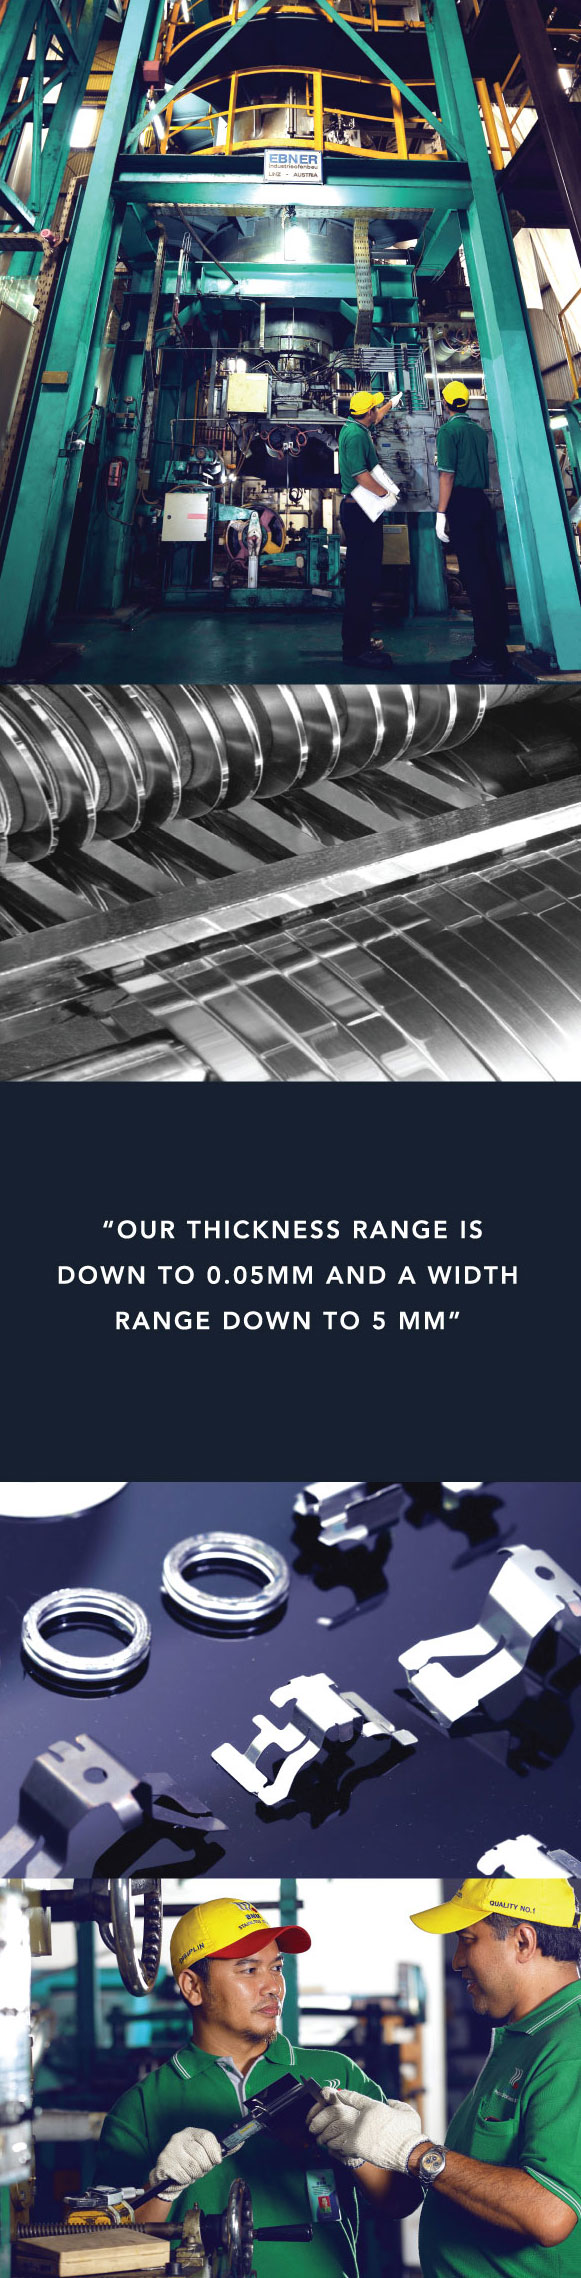 EBNER
Industrieofenbau
LINZ - AUSTRIA
“OUR THICKNESS RANGE IS
DOWN TO 0.05MM AND A WIDTH
RANGE DOWN TO 5 MM”
QUALITY NO.1